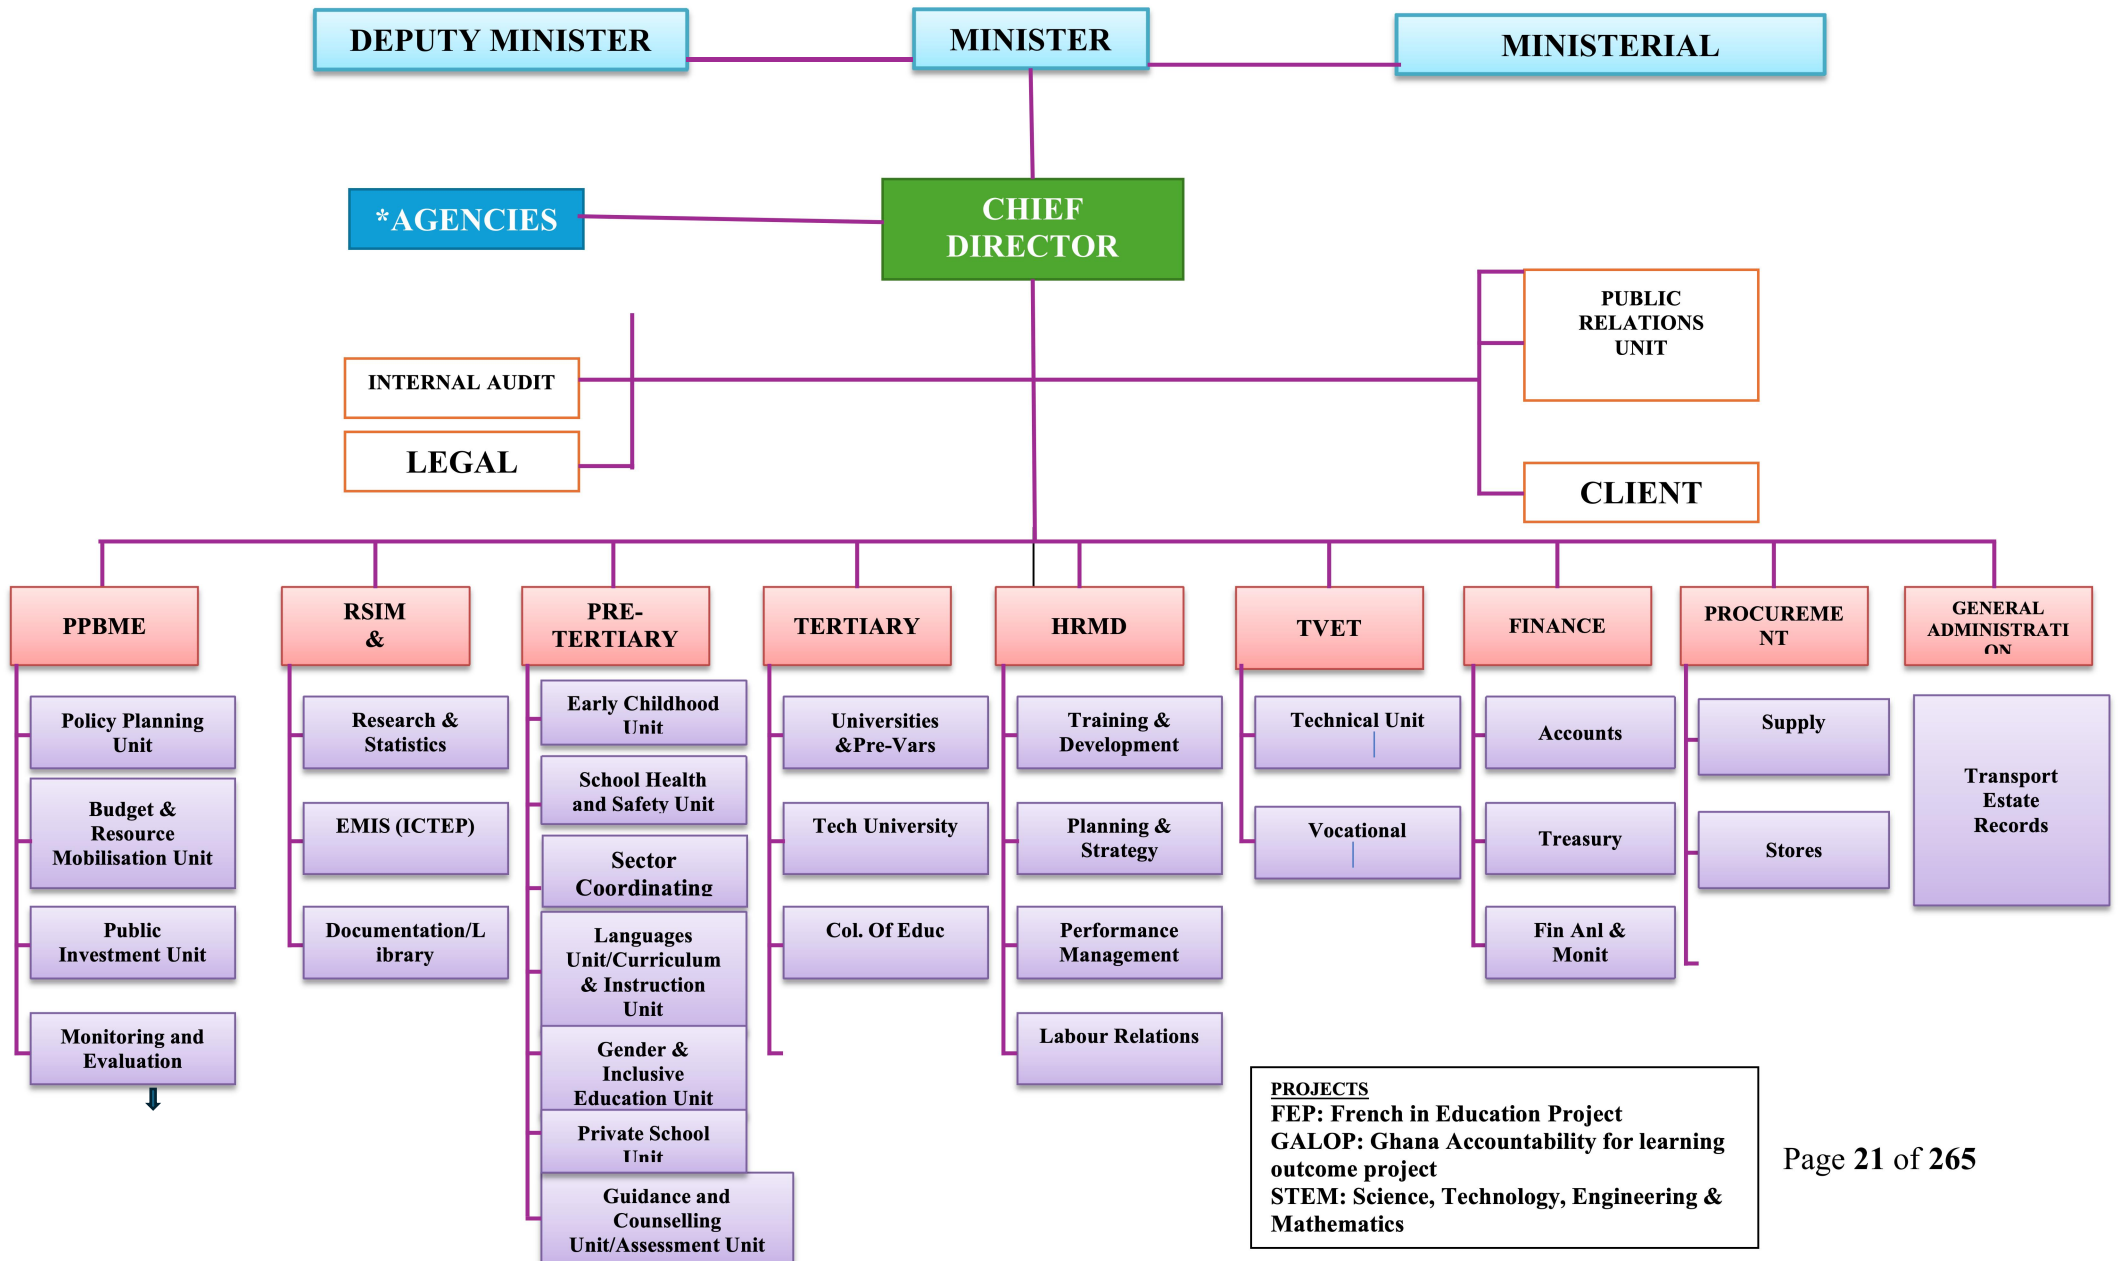 DEPUTY MINISTER
MINISTER
MINISTERIAL
*AGENCIES
CHIEF
DIRECTOR
PUBLIC
RELATIONS
UNIT
INTERNAL AUDIT
LEGAL
CLIENT
PPBME
RSIM
&
PRE-
TERTIARY
TERTIARY
HRMD
TVET
FINANCE
PROCUREME
NT
GENERAL
ADMINISTRATI
ON
Policy Planning
Unit
Budget &
Resource
Mobilisation Unit
Public
Investment Unit
Monitoring and
Evaluation
Research &
Statistics
EMIS (ICTEP)
Documentation/L
ibrary
Early Childhood
Unit
School Health
and Safety Unit
Sector
Coordinating
Languages
Unit/Curriculum
& Instruction
Unit
Gender &
Inclusive
Education Unit
Private School
Unit
Guidance and
Counselling
Unit/Assessment Unit
Universities
&Pre-Vars
Tech University
Col. Of Educ
Training &
Development
Planning &
Strategy
Performance
Management
Labour Relations
Technical Unit
Vocational
Accounts
Treasury
Fin Anl &
Monit
Supply
Stores
Transport
Estate
Records
PROJECTS
FEP: French in Education Project
GALOP: Ghana Accountability for learning
outcome project
STEM: Science, Technology, Engineering &
Mathematics
Page 21 of 265